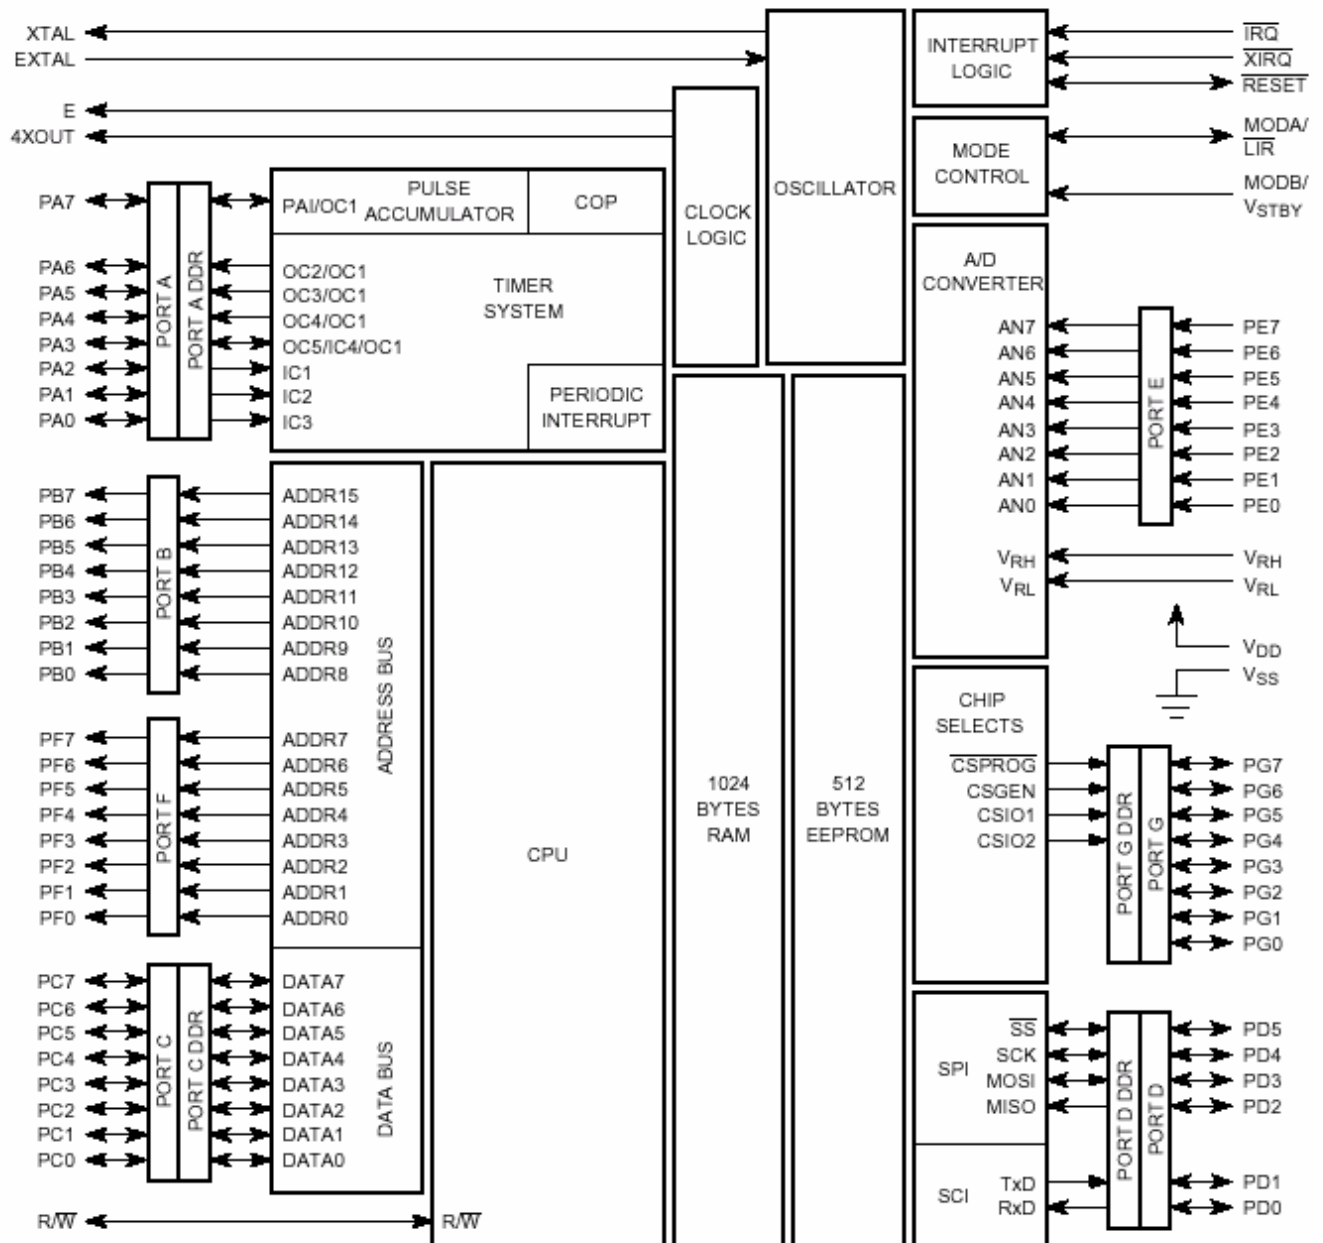 XTAL
EXTAL
E
4XOUT
PA7
PA6
PA5
PA4
PA3
PA2
PA1
PA0
PORT A
PORT A DDR
PAI/OC1
PULSE
ACCUMULATOR
COP
OC2/OC1
OC3/OC1
OC4/OC1
OC5/IC4/OC1
IC1
IC2
IC3
TIMER
SYSTEM
PERIODIC
INTERRUPT
CLOCK
LOGIC
OSCILLATOR
INTERRUPT
LOGIC
IRQ
XIRQ
RESET
MODE
CONTROL
MODA/
LIR
MODB/
VSTBY
A/D
CONVERTER
AN7
AN6
AN5
AN4
AN3
AN2
AN1
AN0
VRH
VRL
PORT E
PE7
PE6
PE5
PE4
PE3
PE2
PE1
PE0
VRH
VRL
VDD
VSS
PB7
PB6
PB5
PB4
PB3
PB2
PB1
PB0
PORT B
ADDR15
ADDR14
ADDR13
ADDR12
ADDR11
ADDR10
ADDR9
ADDR8
ADDRESS BUS
PF7
PF6
PF5
PF4
PF3
PF2
PF1
PF0
PORT F
ADDR7
ADDR6
ADDR5
ADDR4
ADDR3
ADDR2
ADDR1
ADDR0
PC7
PC6
PC5
PC4
PC3
PC2
PC1
PC0
PORT C
PORT C DDR
DATA7
DATA6
DATA5
DATA4
DATA3
DATA2
DATA1
DATA0
DATA BUS
R/W
R/W
CPU
1024
BYTES
RAM
512
BYTES
EEPROM
CHIP
SELECTS
CSPROG
CSGEN
CSIO1
CSIO2
PORT G DDR
PORT G
PG7
PG6
PG5
PG4
PG3
PG2
PG1
PG0
SPI
SS
SCK
MOSI
MISO
SCI
TxD
RxD
PORT D DDR
PORT D
PD5
PD4
PD3
PD2
PD1
PD0